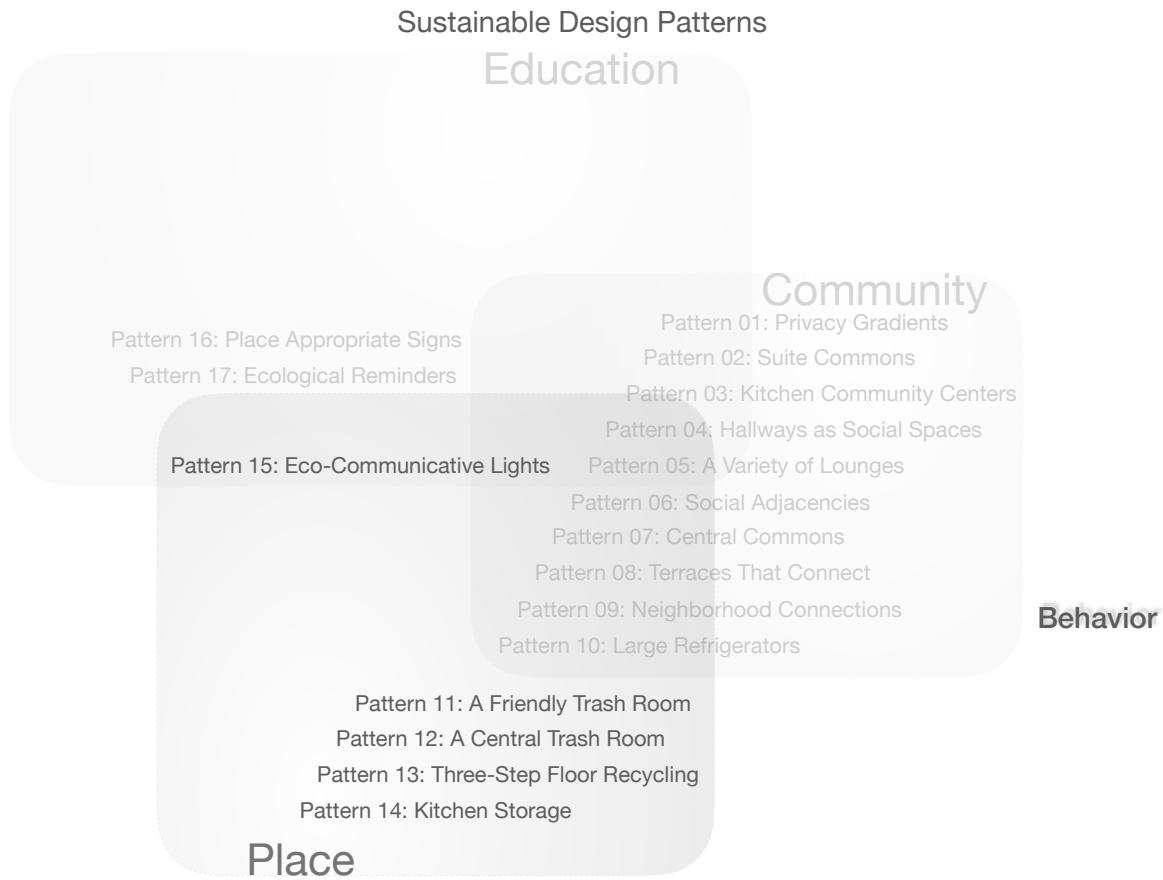 Sustainable Design Patterns
Education
Community
Pattern 01: Privacy Gradients
Pattern 16: Place Appropriate Signs
Pattern 02: Suite Commons
Pattern 17: Ecological Reminders
Pattern 03: Kitchen Community Centers
Pattern 04: Hallways as Social Spaces
Pattern 15: Eco-Communicative Lights
Pattern 05: A Variety of Lounges
Pattern 06: Social Adjacencies
Pattern 07: Central Commons
Pattern 08: Terraces That Connect
Pattern 09: Neighborhood Connections
Behavior
Pattern 10: Large Refrigerators
Pattern 11: A Friendly Trash Room
Pattern 12: A Central Trash Room
Pattern 13: Three-Step Floor Recycling
Pattern 14: Kitchen Storage
Place